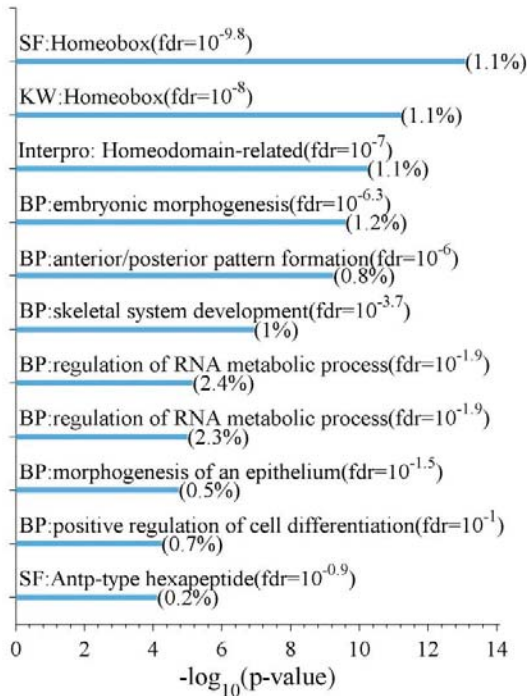 SF:Homeobox(fdr=10^-9.8)
(1.1%)
KW:Homeobox(fdr=10^-8)
(1.1%)
Interpro: Homeodomain-related(fdr=10^-7)
(1.1%)
BP:embryonic morphogenesis(fdr=10^-6.3)
(1.2%)
BP:anterior/posterior pattern formation(fdr=10^-6)
(0.8%)
BP:skeletal system development(fdr=10^-3.7)
(1%)
BP:regulation of RNA metabolic process(fdr=10^-1.9)
(2.4%)
BP:regulation of RNA metabolic process(fdr=10^-1.9)
(2.3%)
BP:morphogenesis of an epithelium(fdr=10^-1.5)
(0.5%)
BP:positive regulation of cell differentiation(fdr=10^-1)
(0.7%)
SF:Antp-type hexapeptide(fdr=10^-0.9)
(0.2%)
0 2 4 6 8 10 12 14
-log10(p-value)